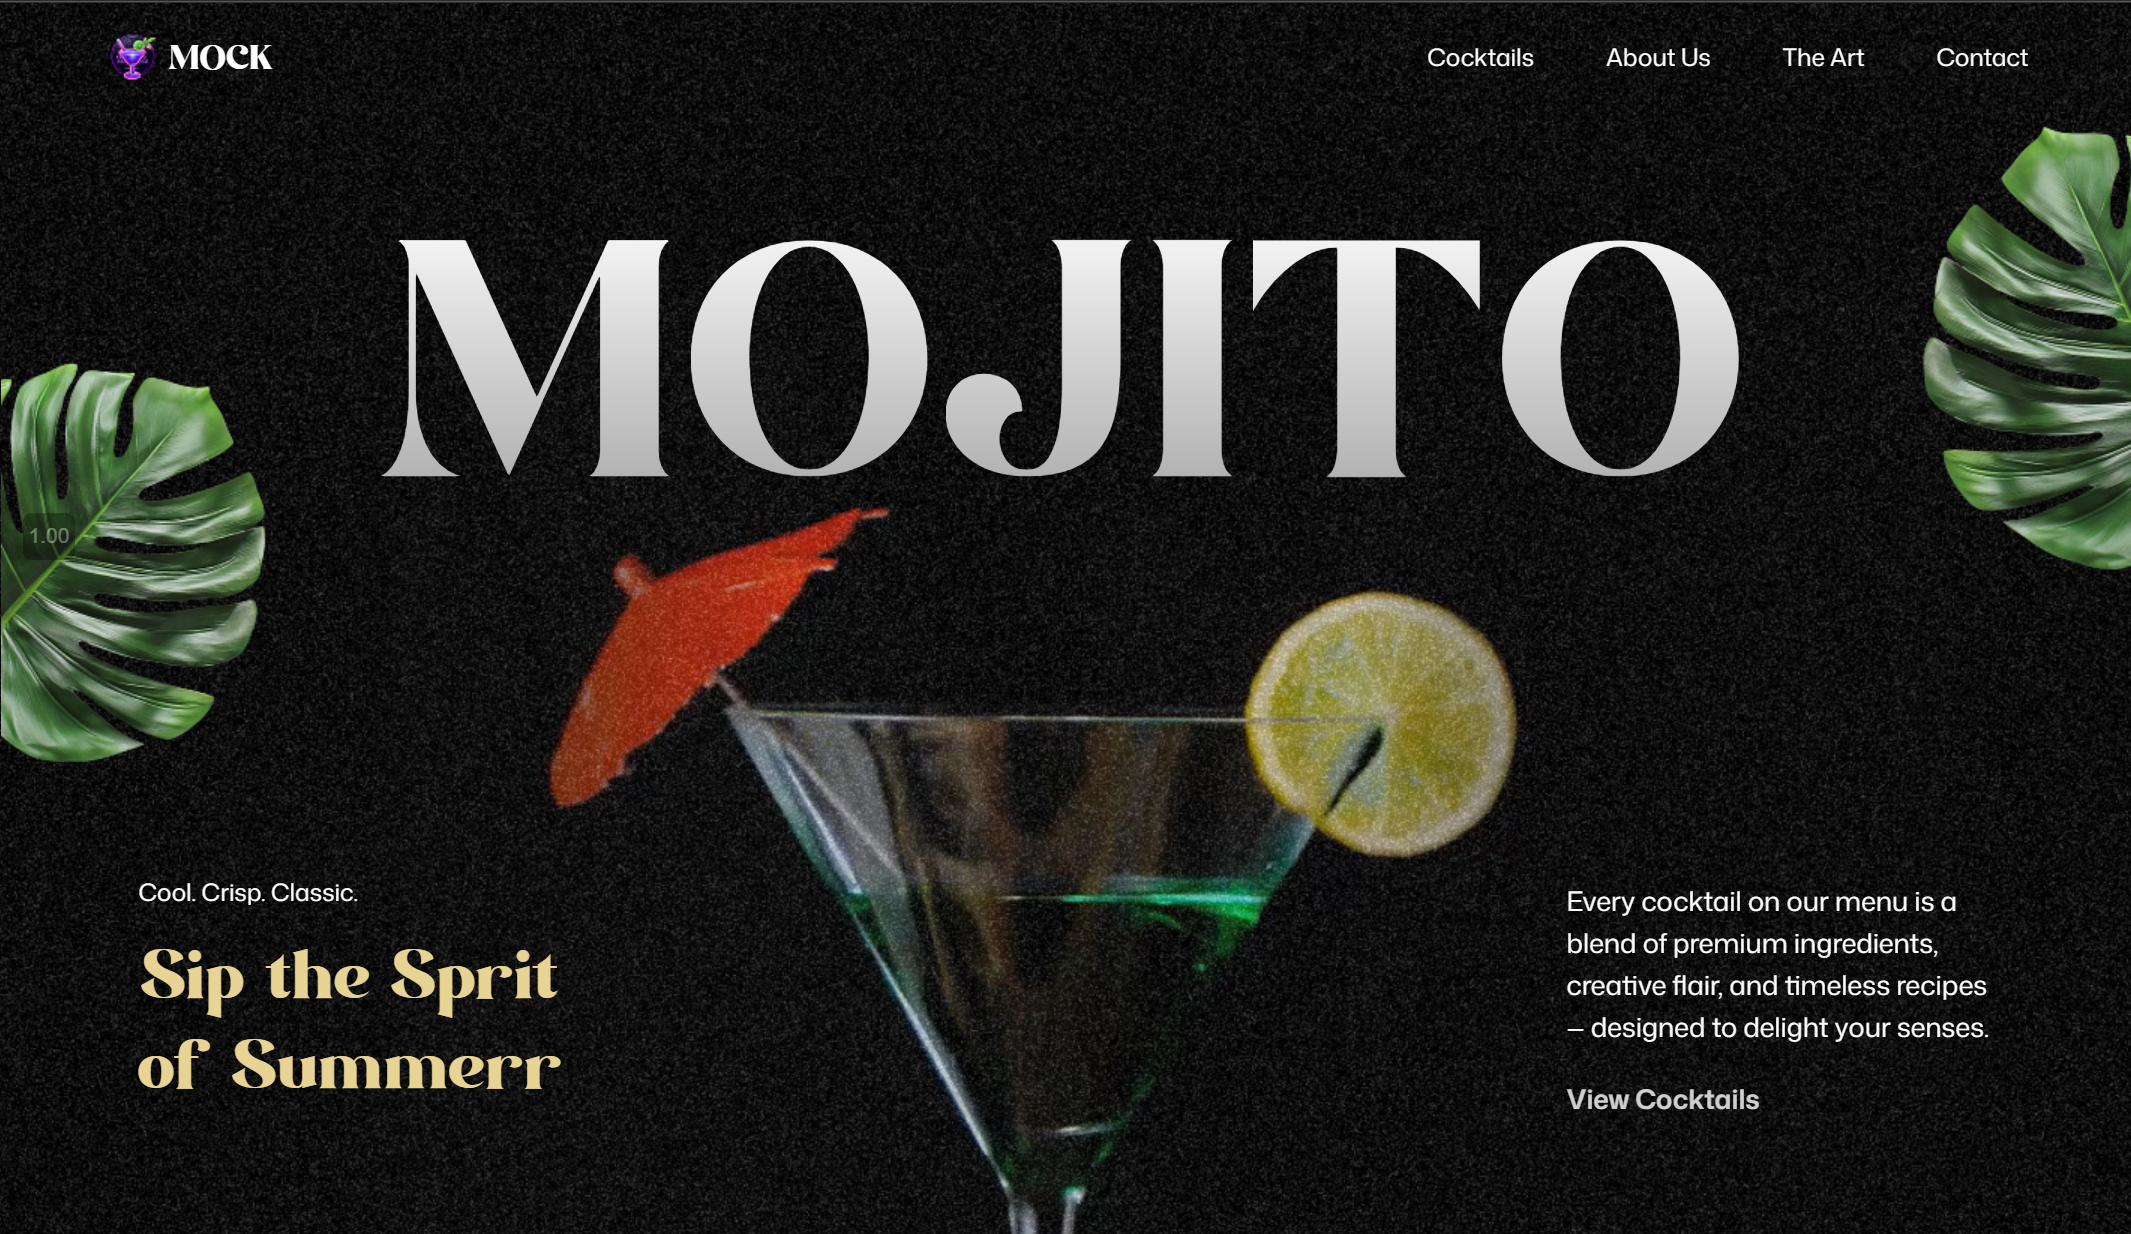 MOCK
Cocktails
About Us
The Art
Contact
MOJITO
1.00
Cool. Crisp. Classic.
Sip the Sprit
of Summerr
Every cocktail on our menu is a
blend of premium ingredients,
creative flair, and timeless recipes
– designed to delight your senses.
View Cocktails